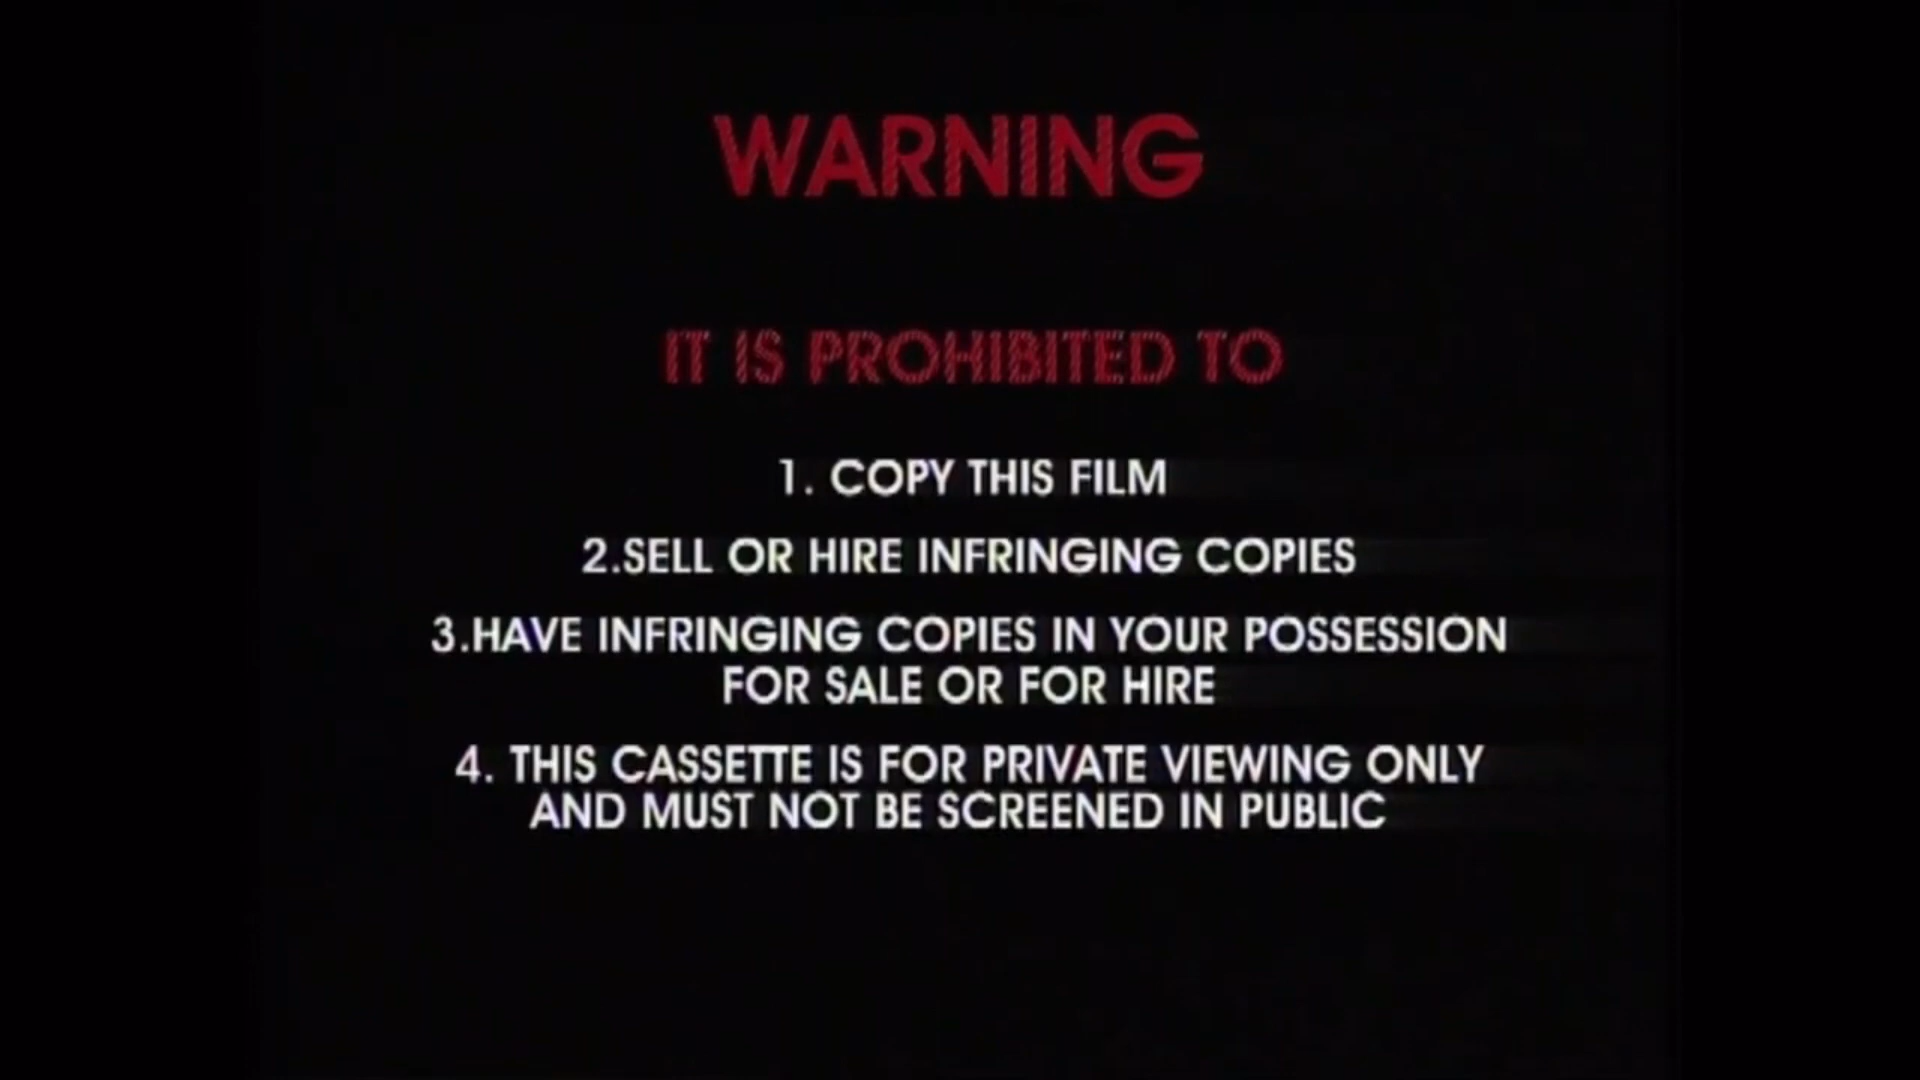 WARNING
IT IS PROHIBITED TO
1. COPY THIS FILM
2.SELL OR HIRE INFRINGING COPIES
3.HAVE INFRINGING COPIES IN YOUR POSSESSION
FOR SALE OR FOR HIRE
4. THIS CASSETTE IS FOR PRIVATE VIEWING ONLY
AND MUST NOT BE SCREENED IN PUBLIC